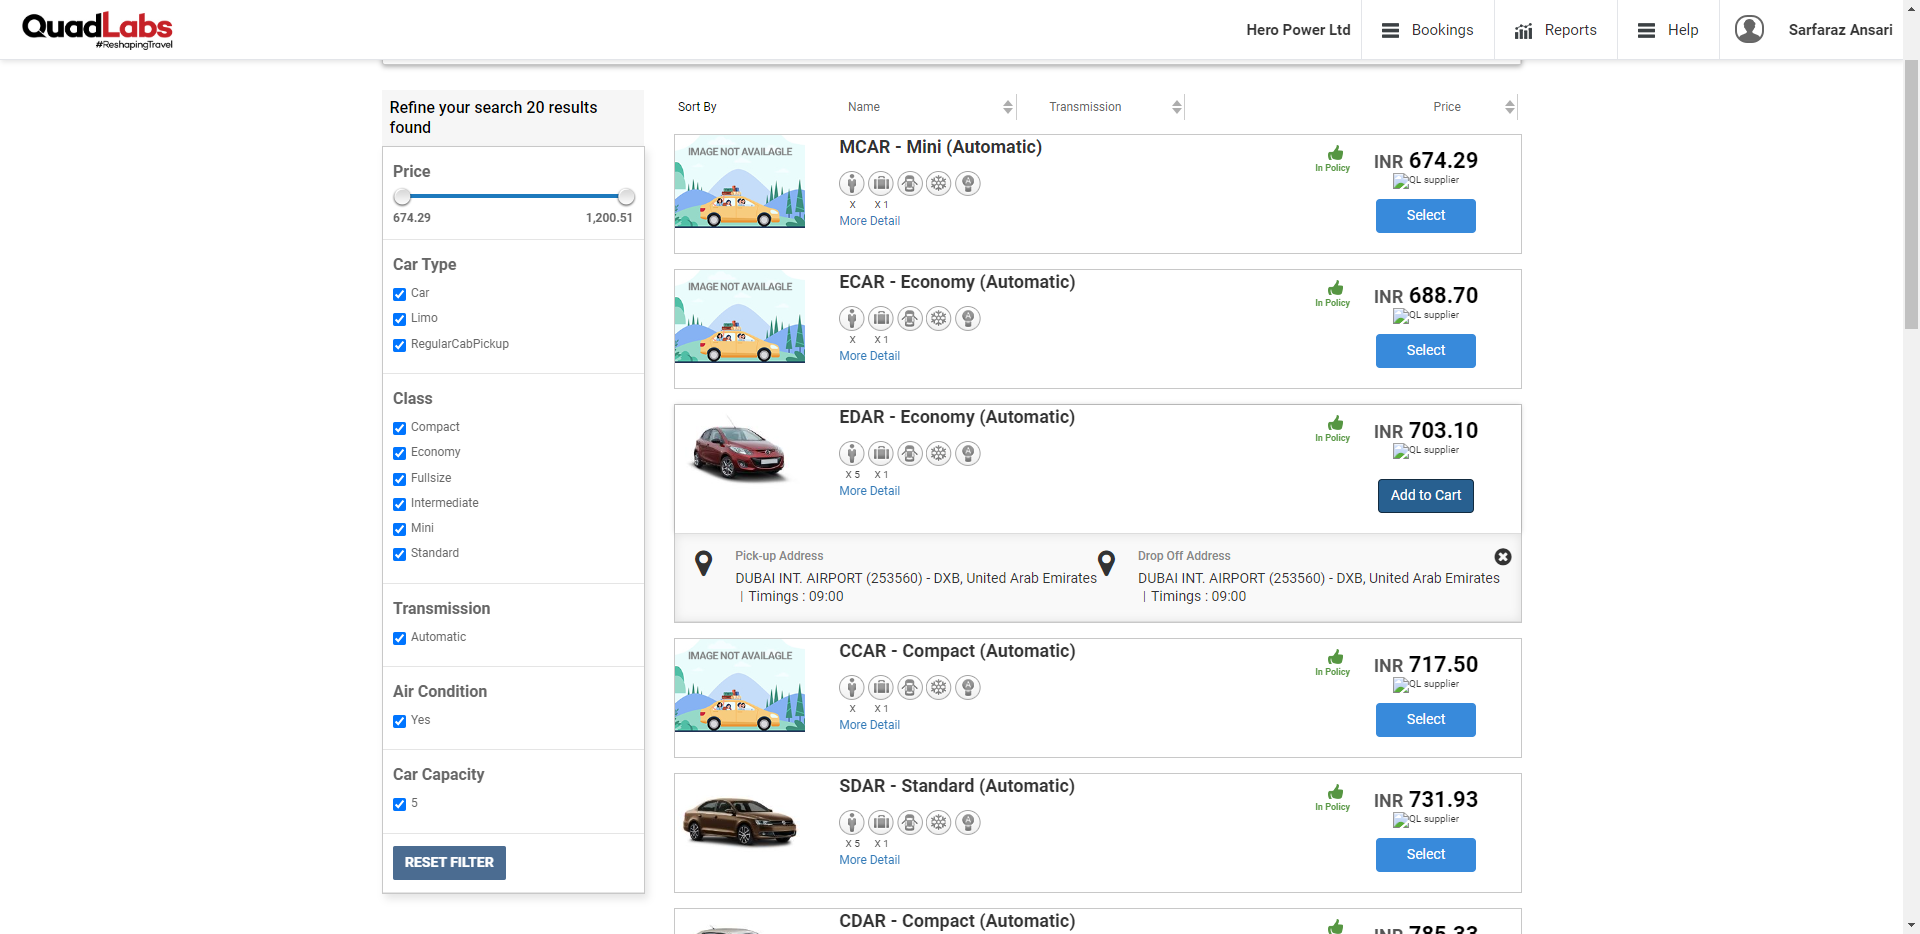 QuadLabs
#ReshapingTravel
Hero Power Ltd
Bookings
Reports
Help
Sarfaraz Ansari
Refine your search 20 results
found
Price
674.29 1,200.51
Car Type
Car
Limo
RegularCabPickup
Class
Compact
Economy
Fullsize
Intermediate
Mini
Standard
Transmission
Automatic
Air Condition
Yes
Car Capacity
5
RESET FILTER
Sort By Name Transmission Price
IMAGE NOT AVAILAGLE
MCAR - Mini (Automatic)
X X 1
More Detail
In Policy
INR 674.29
QL supplier
Select
IMAGE NOT AVAILAGLE
ECAR - Economy (Automatic)
X X 1
More Detail
In Policy
INR 688.70
QL supplier
Select
EDAR - Economy (Automatic)
X 5 X 1
More Detail
In Policy
INR 703.10
QL supplier
Add to Cart
Pick-up Address
DUBAI INT. AIRPORT (253560) - DXB, United Arab Emirates
| Timings : 09:00
Drop Off Address
DUBAI INT. AIRPORT (253560) - DXB, United Arab Emirates
| Timings : 09:00
IMAGE NOT AVAILAGLE
CCAR - Compact (Automatic)
X X 1
More Detail
In Policy
INR 717.50
QL supplier
Select
SDAR - Standard (Automatic)
X 5 X 1
More Detail
In Policy
INR 731.93
QL supplier
Select
CDAR - Compact (Automatic)
INR 785.33